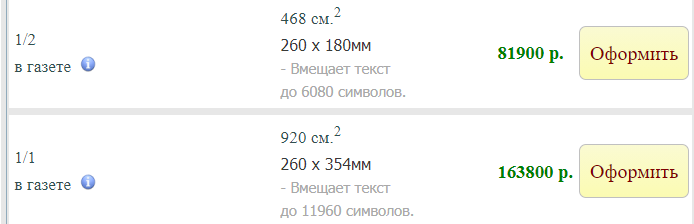 1/2
в газете
468 см.2
260 x 180мм
- Вмещает текст
до 6080 символов.
81900 р.
Оформить
1/1
в газете
920 см.2
260 x 354мм
- Вмещает текст
до 11960 символов.
163800 р.
Оформить